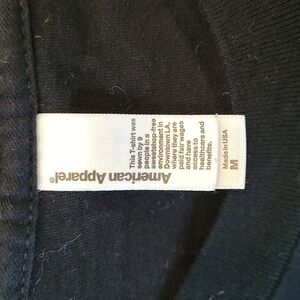 American Apparel®
This T-shirt was
sewn by 9
people in a
sweatshop-free
environment in
Downtown LA,
where they are
paid fair wages
and have
access to
healthcare and
benefits.
Made in USA
M